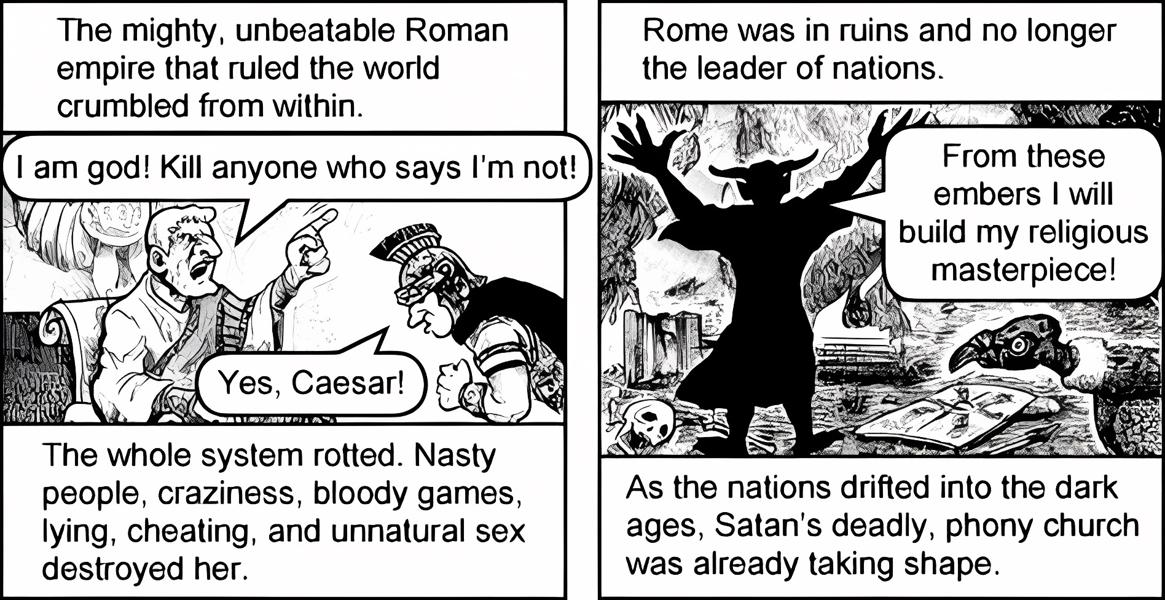 The mighty, unbeatable Roman
empire that ruled the world
crumbled from within.
I am god! Kill anyone who says I'm not!
Yes, Caesar!
The whole system rotted. Nasty
people, craziness, bloody games,
lying, cheating, and unnatural sex
destroyed her.
Rome was in ruins and no longer
the leader of nations.
From these
embers I will
build my religious
masterpiece!
As the nations drifted into the dark
ages, Satan's deadly, phony church
was already taking shape.